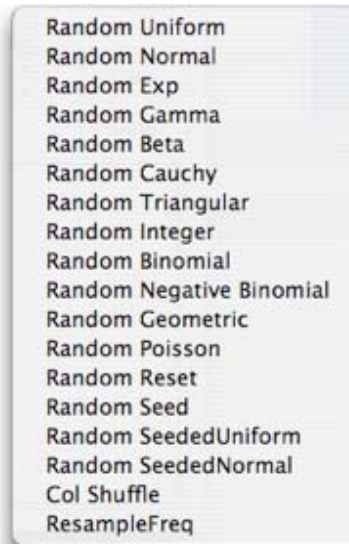 Random Uniform
Random Normal
Random Exp
Random Gamma
Random Beta
Random Cauchy
Random Triangular
Random Integer
Random Binomial
Random Negative Binomial
Random Geometric
Random Poisson
Random Reset
Random Seed
Random SeededUniform
Random SeededNormal
Col Shuffle
ResampleFreq